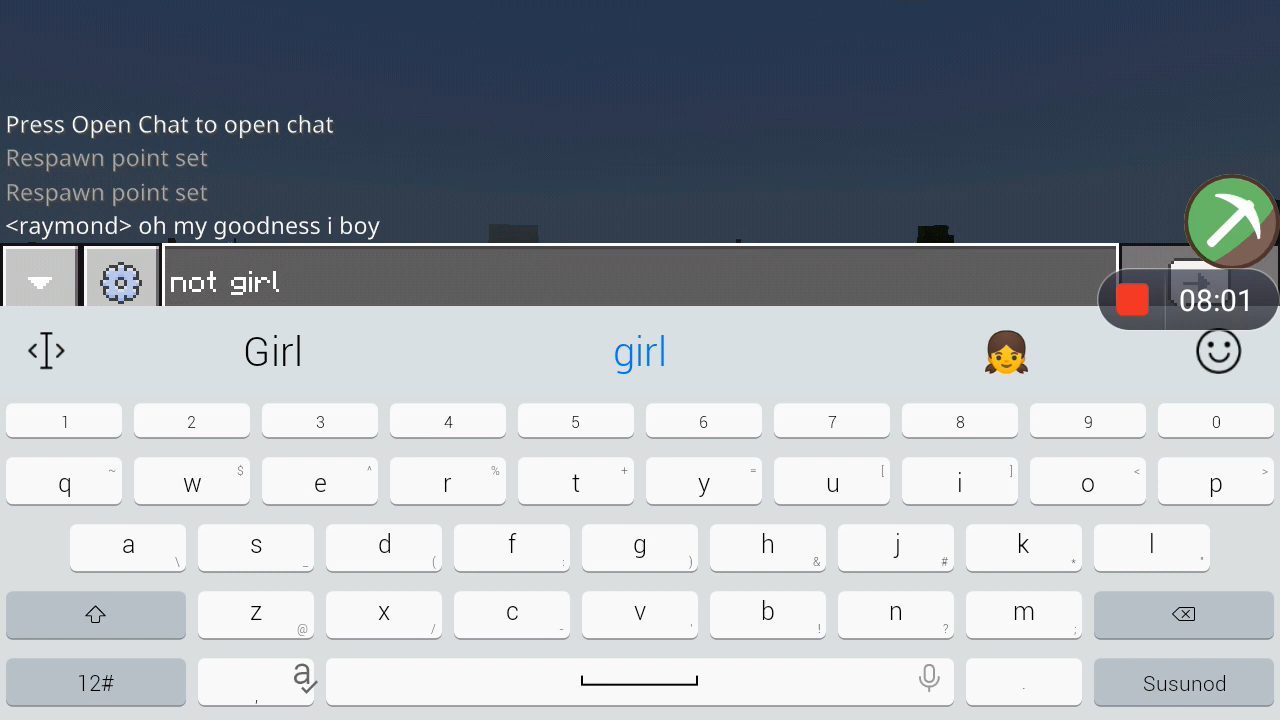 Press Open Chat to open chat
Respawn point set
Respawn point set
<raymond> oh my goodness i boy
not girl
08:01
Girl girl
1 2 3 4 5 6 7 8 9 0
q ~ w $ e ^ r % t + y = u [ i ] o < p >
a \ s _ d ( f : g ) h & j # k * l "
z @ x / c - v ' b ! n ? m ;
12# , a . Susunod